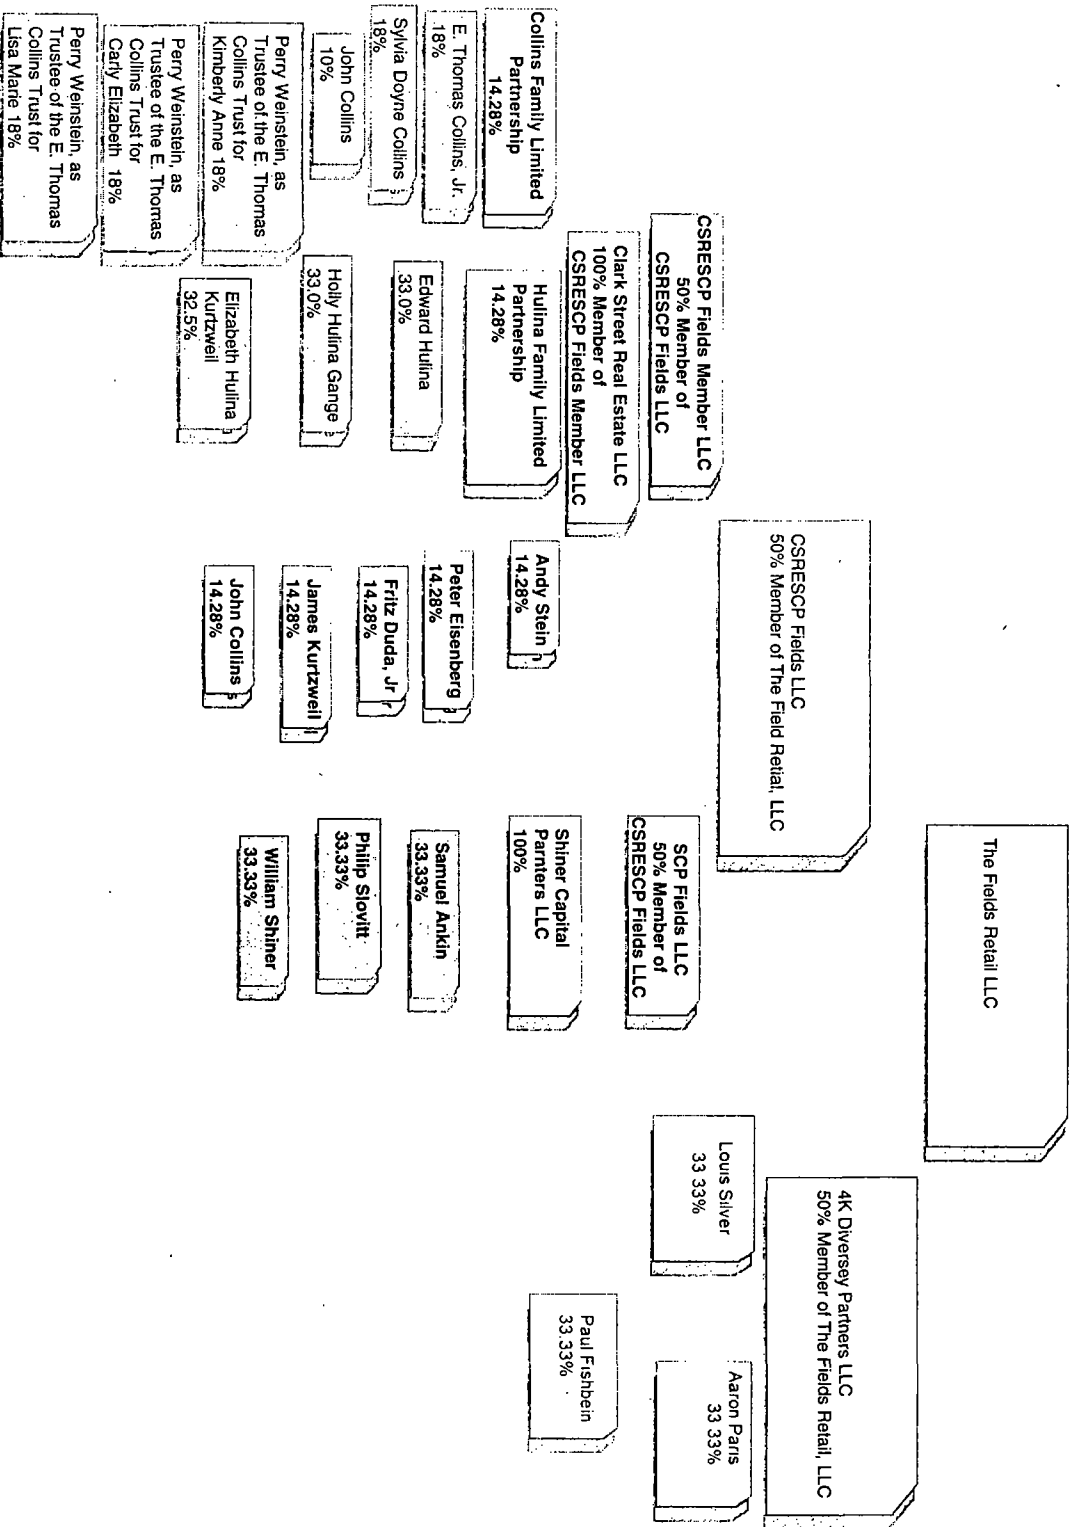 The Fields Retail LLC
CSRESCP Fields LLC
50% Member of The Field Retial, LLC
4K Diversey Partners LLC
50% Member of The Fields Retail, LLC
CSRESCP Fields Member LLC
50% Member of
CSRESCP Fields LLC
SCP Fields LLC
50% Member of
CSRESCP Fields LLC
Louis Silver
33 33%
Aaron Paris
33 33%
Clark Street Real Estate LLC
100% Member of
CSRESCP Fields Member LLC
Shiner Capital
Parnters LLC
100%
Paul Fishbein
33.33%
Collins Family Limited
Partnership
14.28%
Hulina Family Limited
Partnership
14.28%
Andy Stein
14.28%
E. Thomas Collins, Jr.
18%
Edward Hulina
33.0%
Peter Eisenberg
14.28%
Samuel Ankin
33.33%
Sylvia Doyne Collins
18%
Fritz Duda, Jr
14.28%
Philip Slovitt
33.33%
John Collins
10%
Holly Hulina Gange
33.0%
James Kurtzweil
14.28%
William Shiner
33.33%
Perry Weinstein, as
Trustee of the E. Thomas
Collins Trust for
Kimberly Anne 18%
Elizabeth Hulina
Kurtzweil
32.5%
John Collins
14.28%
Perry Weinstein, as
Trustee of the E. Thomas
Collins Trust for
Carly Elizabeth 18%
Perry Weinstein, as
Trustee of the E. Thomas
Collins Trust for
Lisa Marie 18%